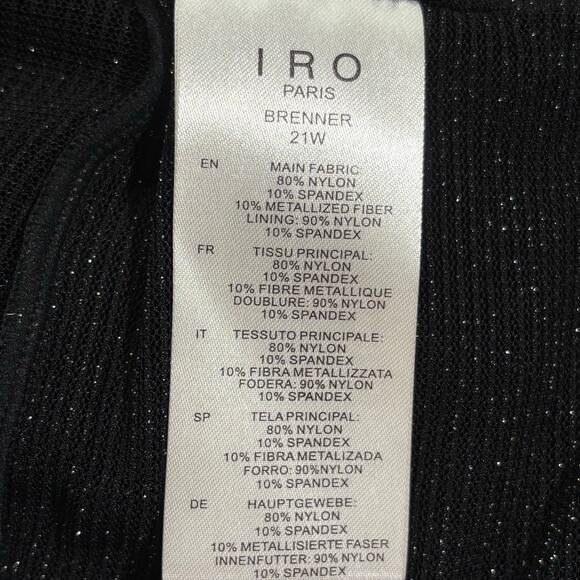 IRO
PARIS
BRENNER
21W
EN
MAIN FABRIC:
80% NYLON
10% SPANDEX
10% METALLIZED FIBER
LINING: 90% NYLON
10% SPANDEX
FR
TISSU PRINCIPAL:
80% NYLON
10% SPANDEX
10% FIBRE METALLIQUE
DOUBLURE: 90% NYLON
10% SPANDEX
IT
TESSUTO PRINCIPALE:
80% NYLON
10% SPANDEX
10% FIBRA METALLIZZATA
FODERA: 90% NYLON
10% SPANDEX
SP
TELA PRINCIPAL:
80% NYLON
10% SPANDEX
10% FIBRA METALIZADA
FORRO: 90%NYLON
10% SPANDEX
DE
HAUPTGEWEBE:
80% NYLON
10% SPANDEX
10% METALLISIERTE FASER
INNENFUTTER: 90% NYLON
10% SPANDEX